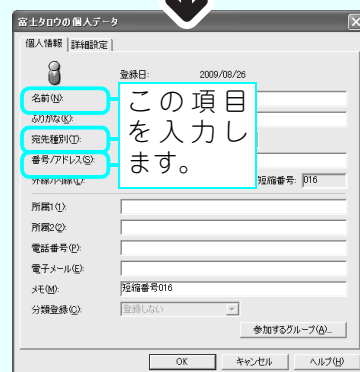 富士タロウの個人データ
個人情報 詳細設定
登録日: 2009/08/26
名前(N):
ふりがな(K):
宛先種別(T):
番号/アドレス(S):
この項目
を入力し
ます。
外線/内線(L): 短縮番号: 016
所属1(1):
所属2(2):
電話番号(P):
電子メール(E):
メモ(M): 短縮番号016
分類登録(C): 登録しない
参加するグループ(A)...
OK キャンセル ヘルプ(H)